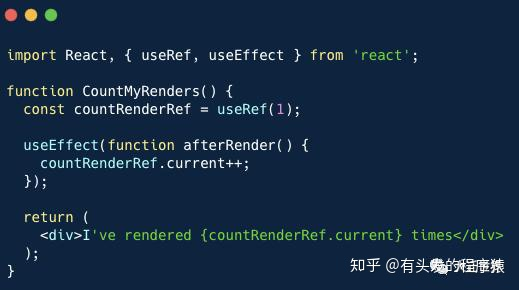 import React, { useRef, useEffect } from 'react';
function CountMyRenders() {
const countRenderRef = useRef(1);
useEffect(function afterRender() {
countRenderRef.current++;
});
return (
<div>I've rendered {countRenderRef.current} times</div>
);
}
知乎 @有头的程序猿